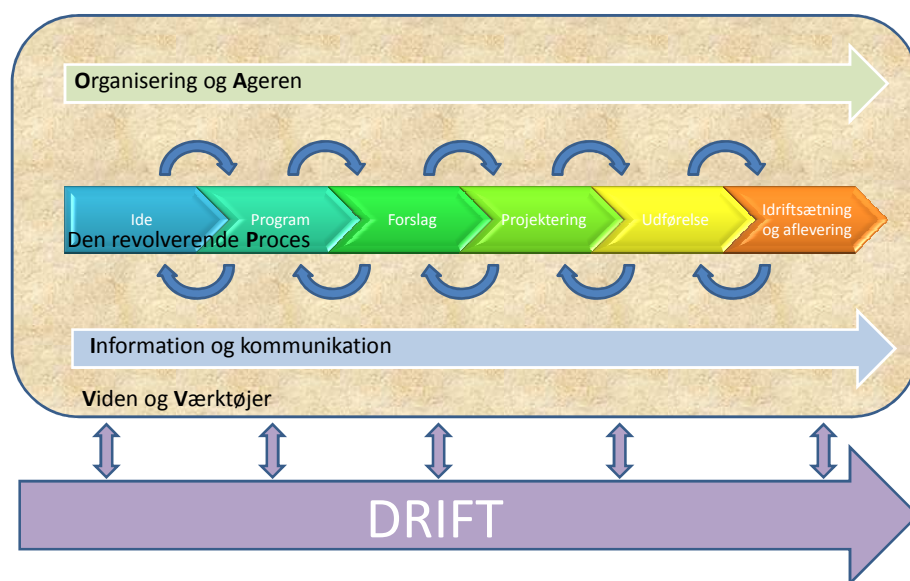 Organisering og Ageren
Ide
Program
Forslag
Projektering
Udførelse
Idriftsætning
og aflevering
Den revolverende Proces
Information og kommunikation
Viden og Værktøjer
DRIFT